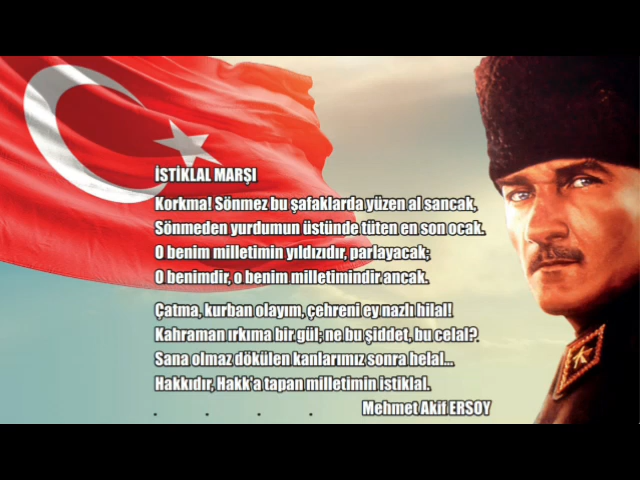 İSTİKLAL MARŞI
Korkma! Sönmez bu şafaklarda yüzen al sancak,
Sönmeden yurdumun üstünde tüten en son ocak.
O benim milletimin yıldızıdır, parlayacak;
O benimdir, o benim milletimindir ancak.
Çatma, kurban olayım, çehreni ey nazlı hilal!
Kahraman ırkıma bir gül; ne bu şiddet, bu celal?
Sana olmaz dökülen kanlarımız sonra helal...
Hakkıdır, Hakk'a tapan milletimin istiklal.
. . . .
Mehmet Akif ERSOY